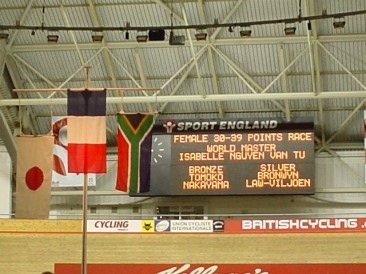 SPORT ENGLAND
FEMALE 30-39 POINTS RACE
WORLD MASTER
ISABELLE NGUYEN VAN TU
BRONZE SILVER
TOMOKO BRONWYN
NAKAYAMA LAW-VILJOEN
CYCLING UNION CYCLISTE INTERNATIONALE BRITISHCYCLING.
Kellogg's